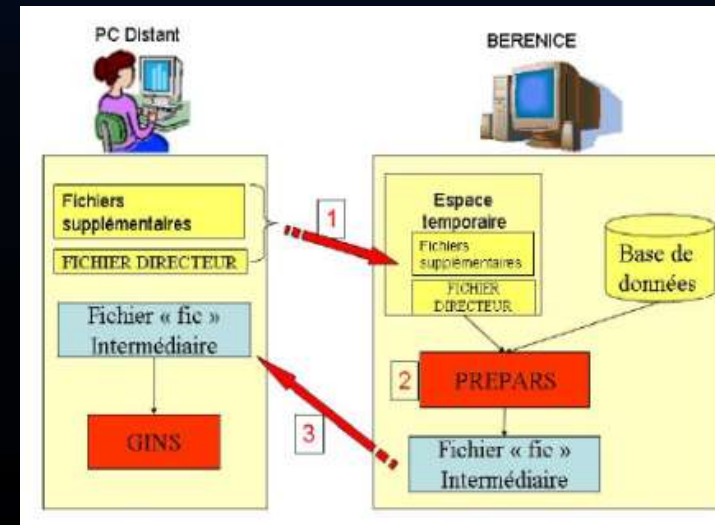 PC Distant
BERENICE
Fichiers
supplémentaires
FICHIER DIRECTEUR
Fichier « fic »
Intermédiaire
GINS
1
Espace
temporaire
Fichiers
supplémentaires
FICHIER
DIRECTEUR
Base de
données
2
PREPARS
3
Fichier « fic »
Intermédiaire